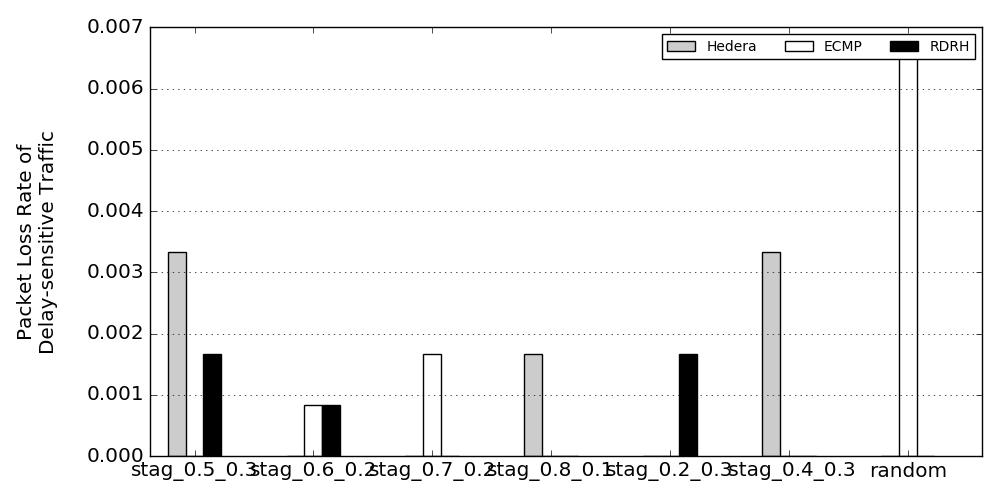 0.007
Hedera ECMP RDRH
0.006
0.005
0.004
0.003
0.002
0.001
0.000
Packet Loss Rate of
Delay-sensitive Traffic
stag_0.5_0.3 stag_0.6_0.2 stag_0.7_0.2 stag_0.8_0.1 stag_0.2_0.3 stag_0.4_0.3 random